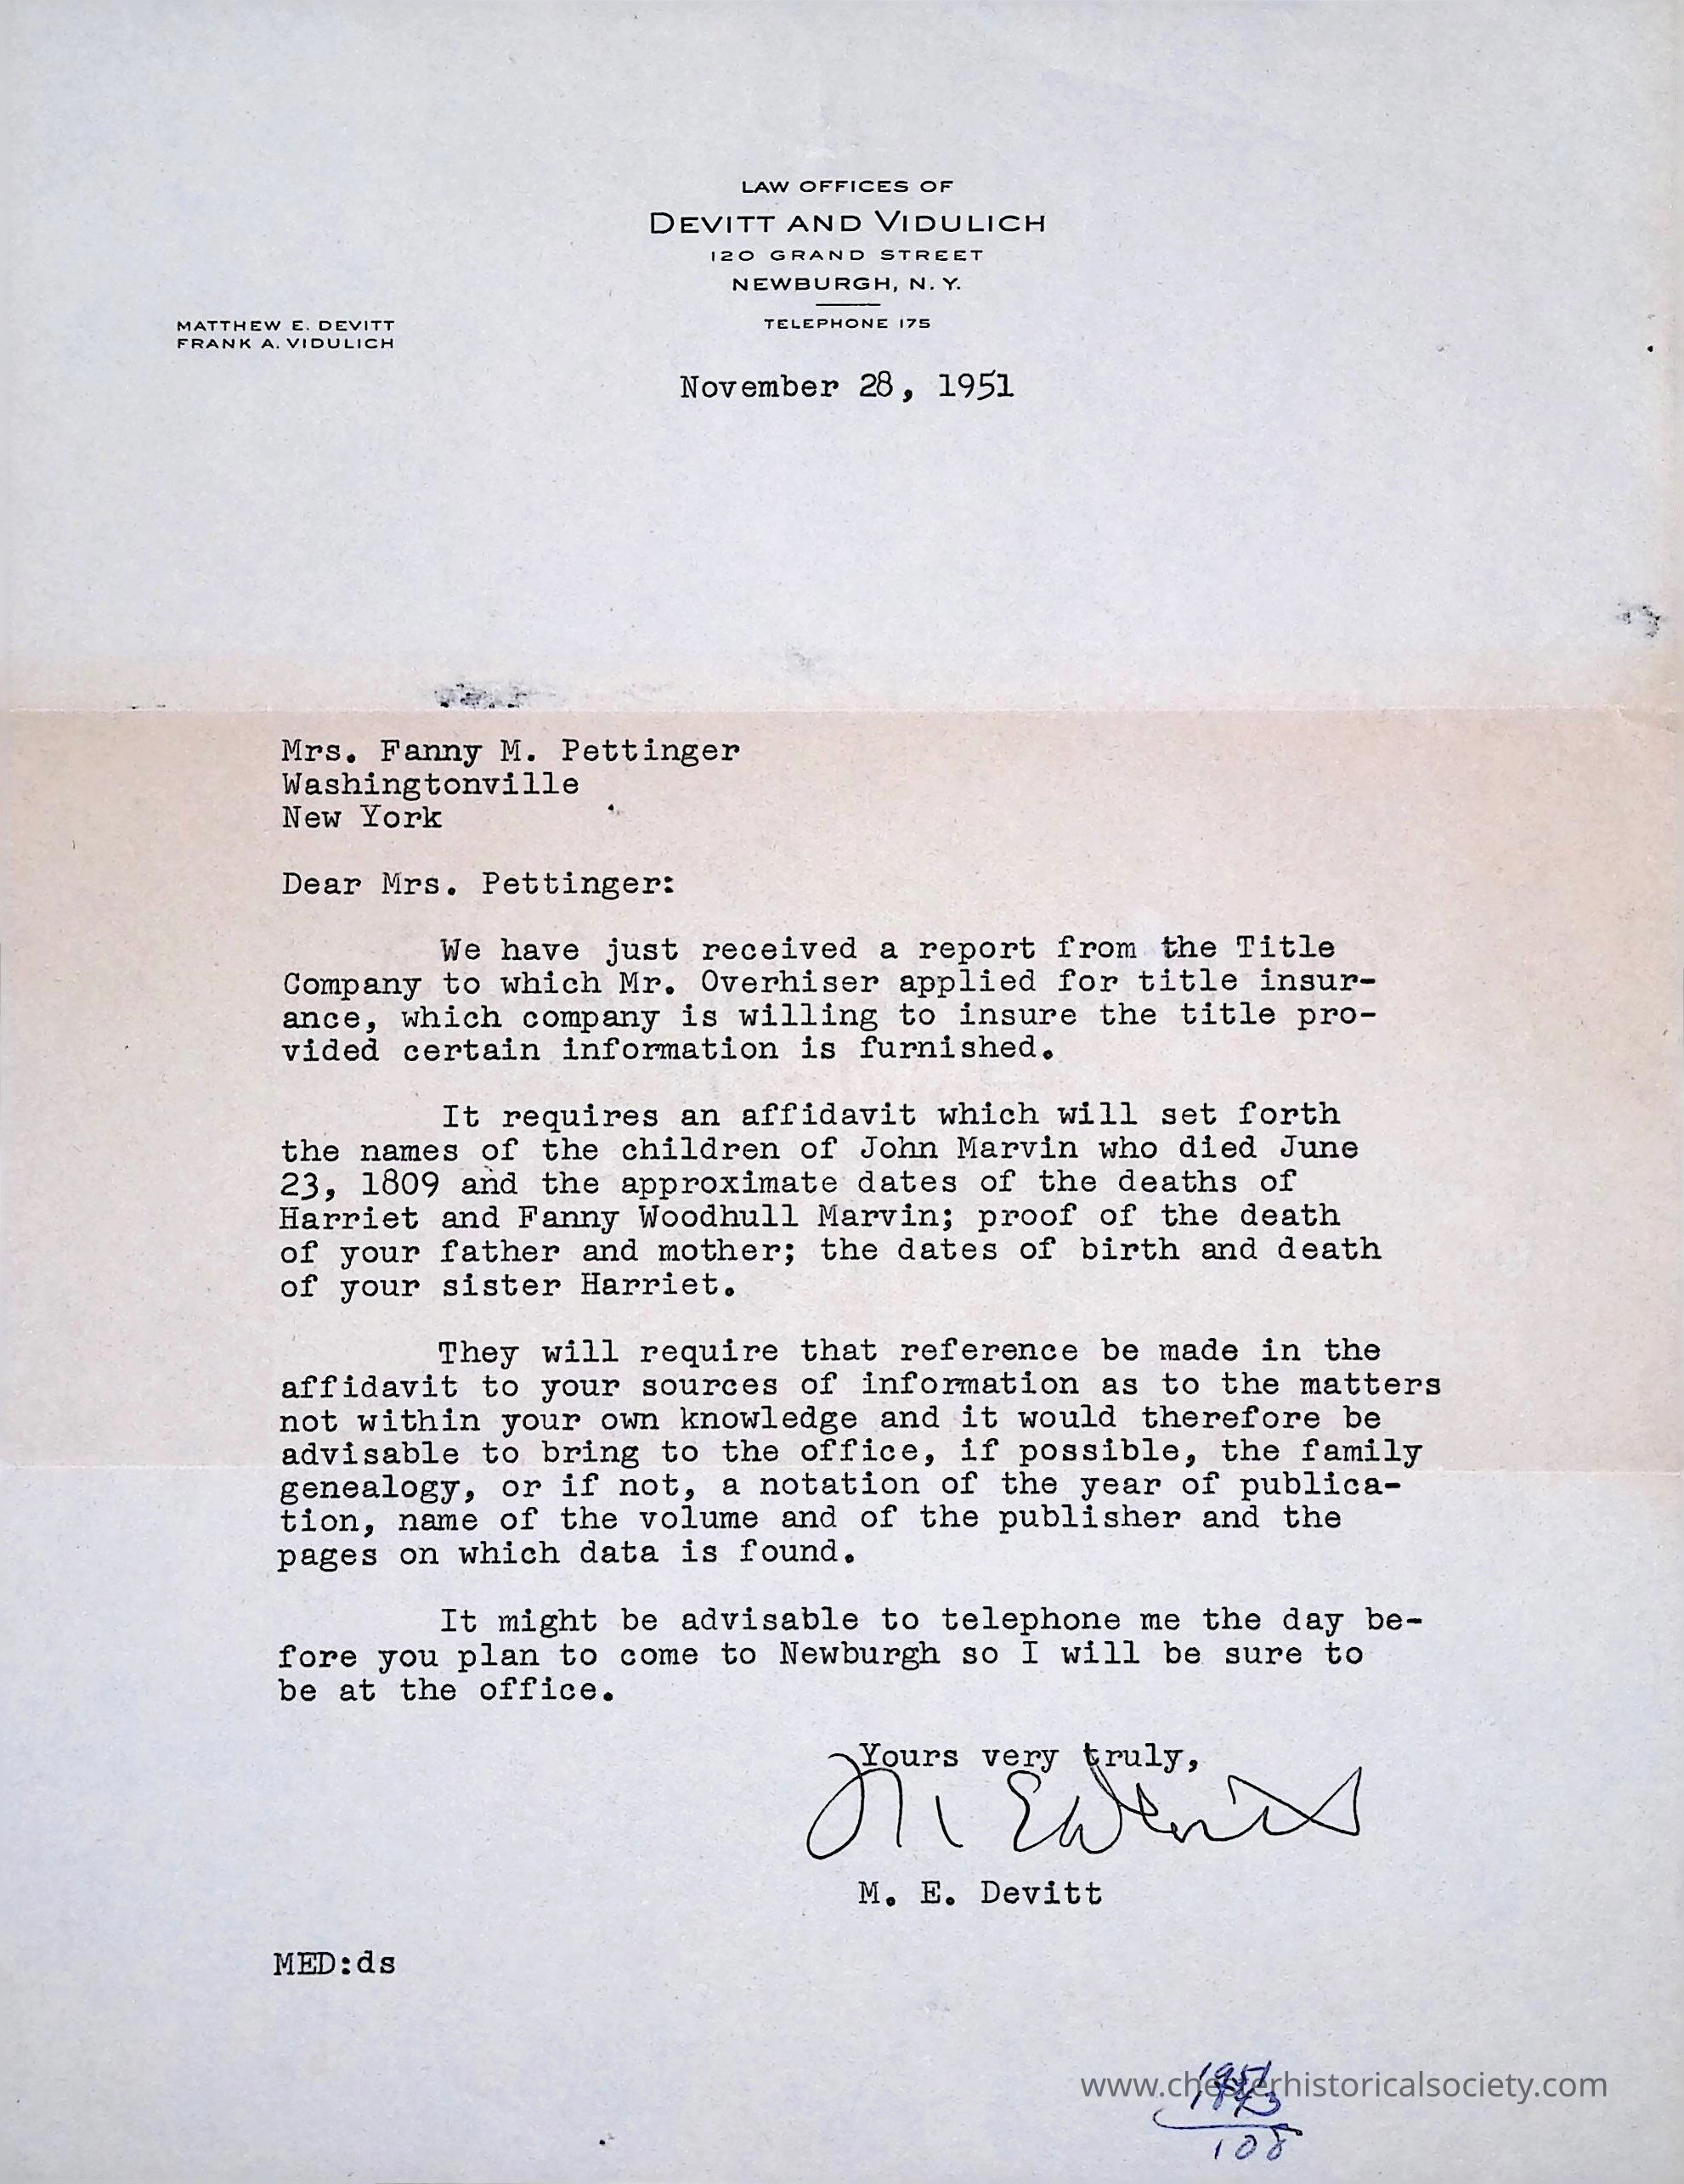 LAW OFFICES OF
DEVITT AND VIDULICH
120 GRAND STREET
NEWBURGH, N. Y.
TELEPHONE 175
MATTHEW E. DEVITT
FRANK A. VIDULICH
November 28, 1951
Mrs. Fanny M. Pettinger
Washingtonville
New York
Dear Mrs. Pettinger:
We have just received a report from the Title
Company to which Mr. Overhiser applied for title insur-
ance, which company is willing to insure the title pro-
vided certain information is furnished.
It requires an affidavit which will set forth
the names of the children of John Marvin who died June
23, 1809 and the approximate dates of the deaths of
Harriet and Fanny Woodhull Marvin; proof of the death
of your father and mother; the dates of birth and death
of your sister Harriet.
They will require that reference be made in the
affidavit to your sources of information as to the matters
not within your own knowledge and it would therefore be
advisable to bring to the office, if possible, the family
genealogy, or if not, a notation of the year of publica-
tion, name of the volume and of the publisher and the
pages on which data is found.
It might be advisable to telephone me the day be-
fore you plan to come to Newburgh so I will be sure to
be at the office.
Yours very truly,
M E Devitt
M. E. Devitt
MED:ds
www.chesterhistoricalsociety.com
1951
108